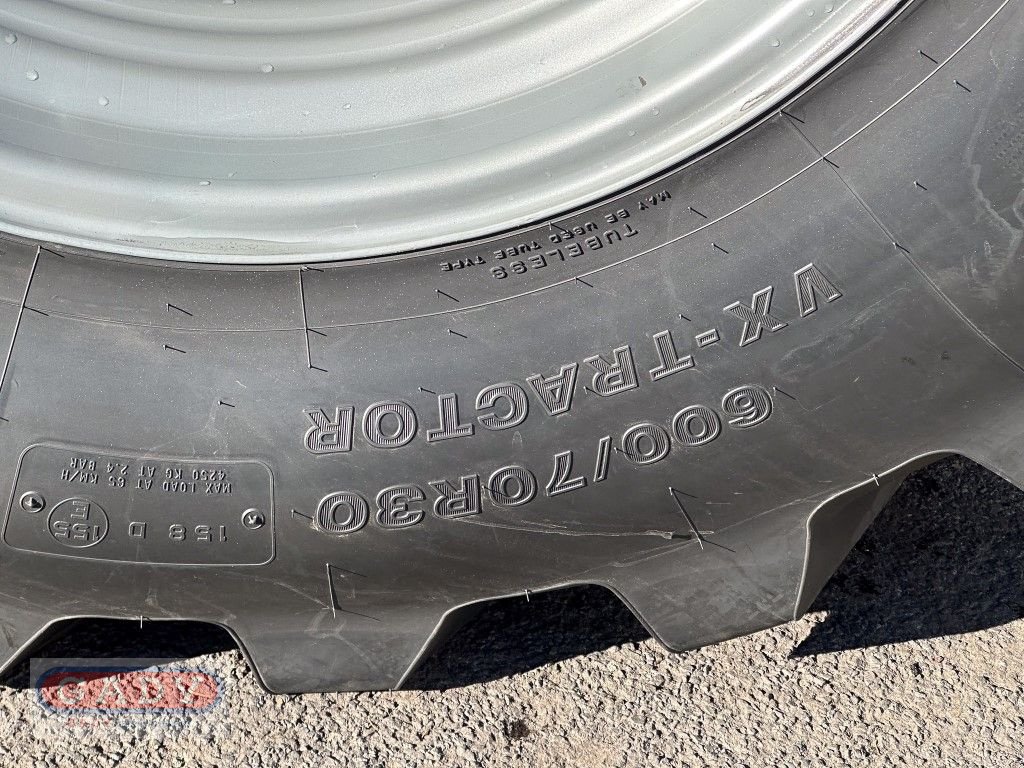 VX-TRACTOR
600/70R30
TUBELESS
MAY BE USED TUBE TYPE
158 D
155 E
MAX LOAD AT 65 KM/H
4250 KG AT 2.4 BAR
GADY